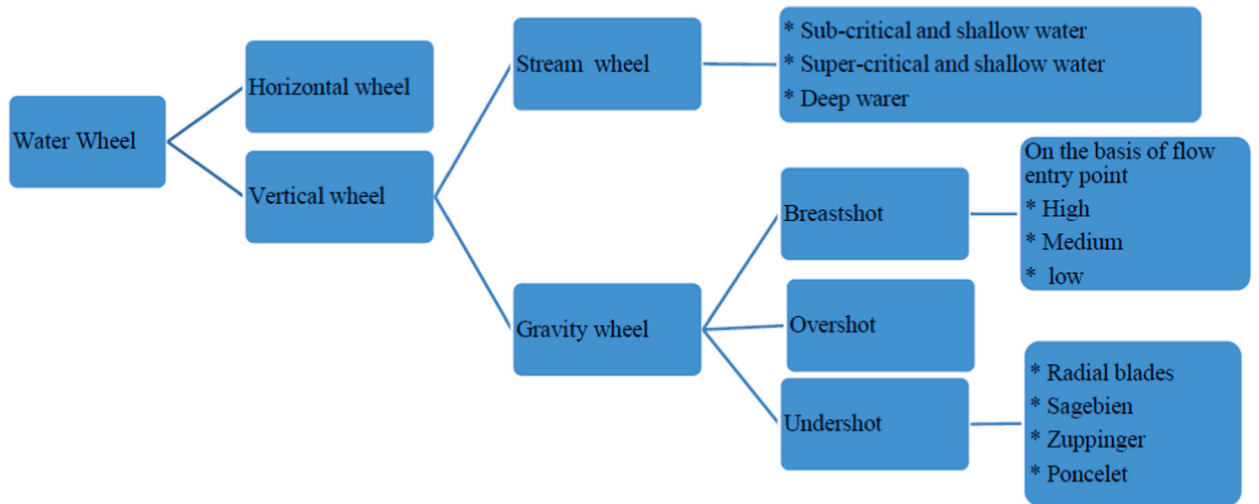 Water Wheel
Horizontal wheel
Vertical wheel
Stream wheel
* Sub-critical and shallow water
* Super-critical and shallow water
* Deep warer
Gravity wheel
Breastshot
On the basis of flow
entry point
* High
* Medium
* low
Overshot
Undershot
* Radial blades
* Sagebien
* Zuppinger
* Poncelet